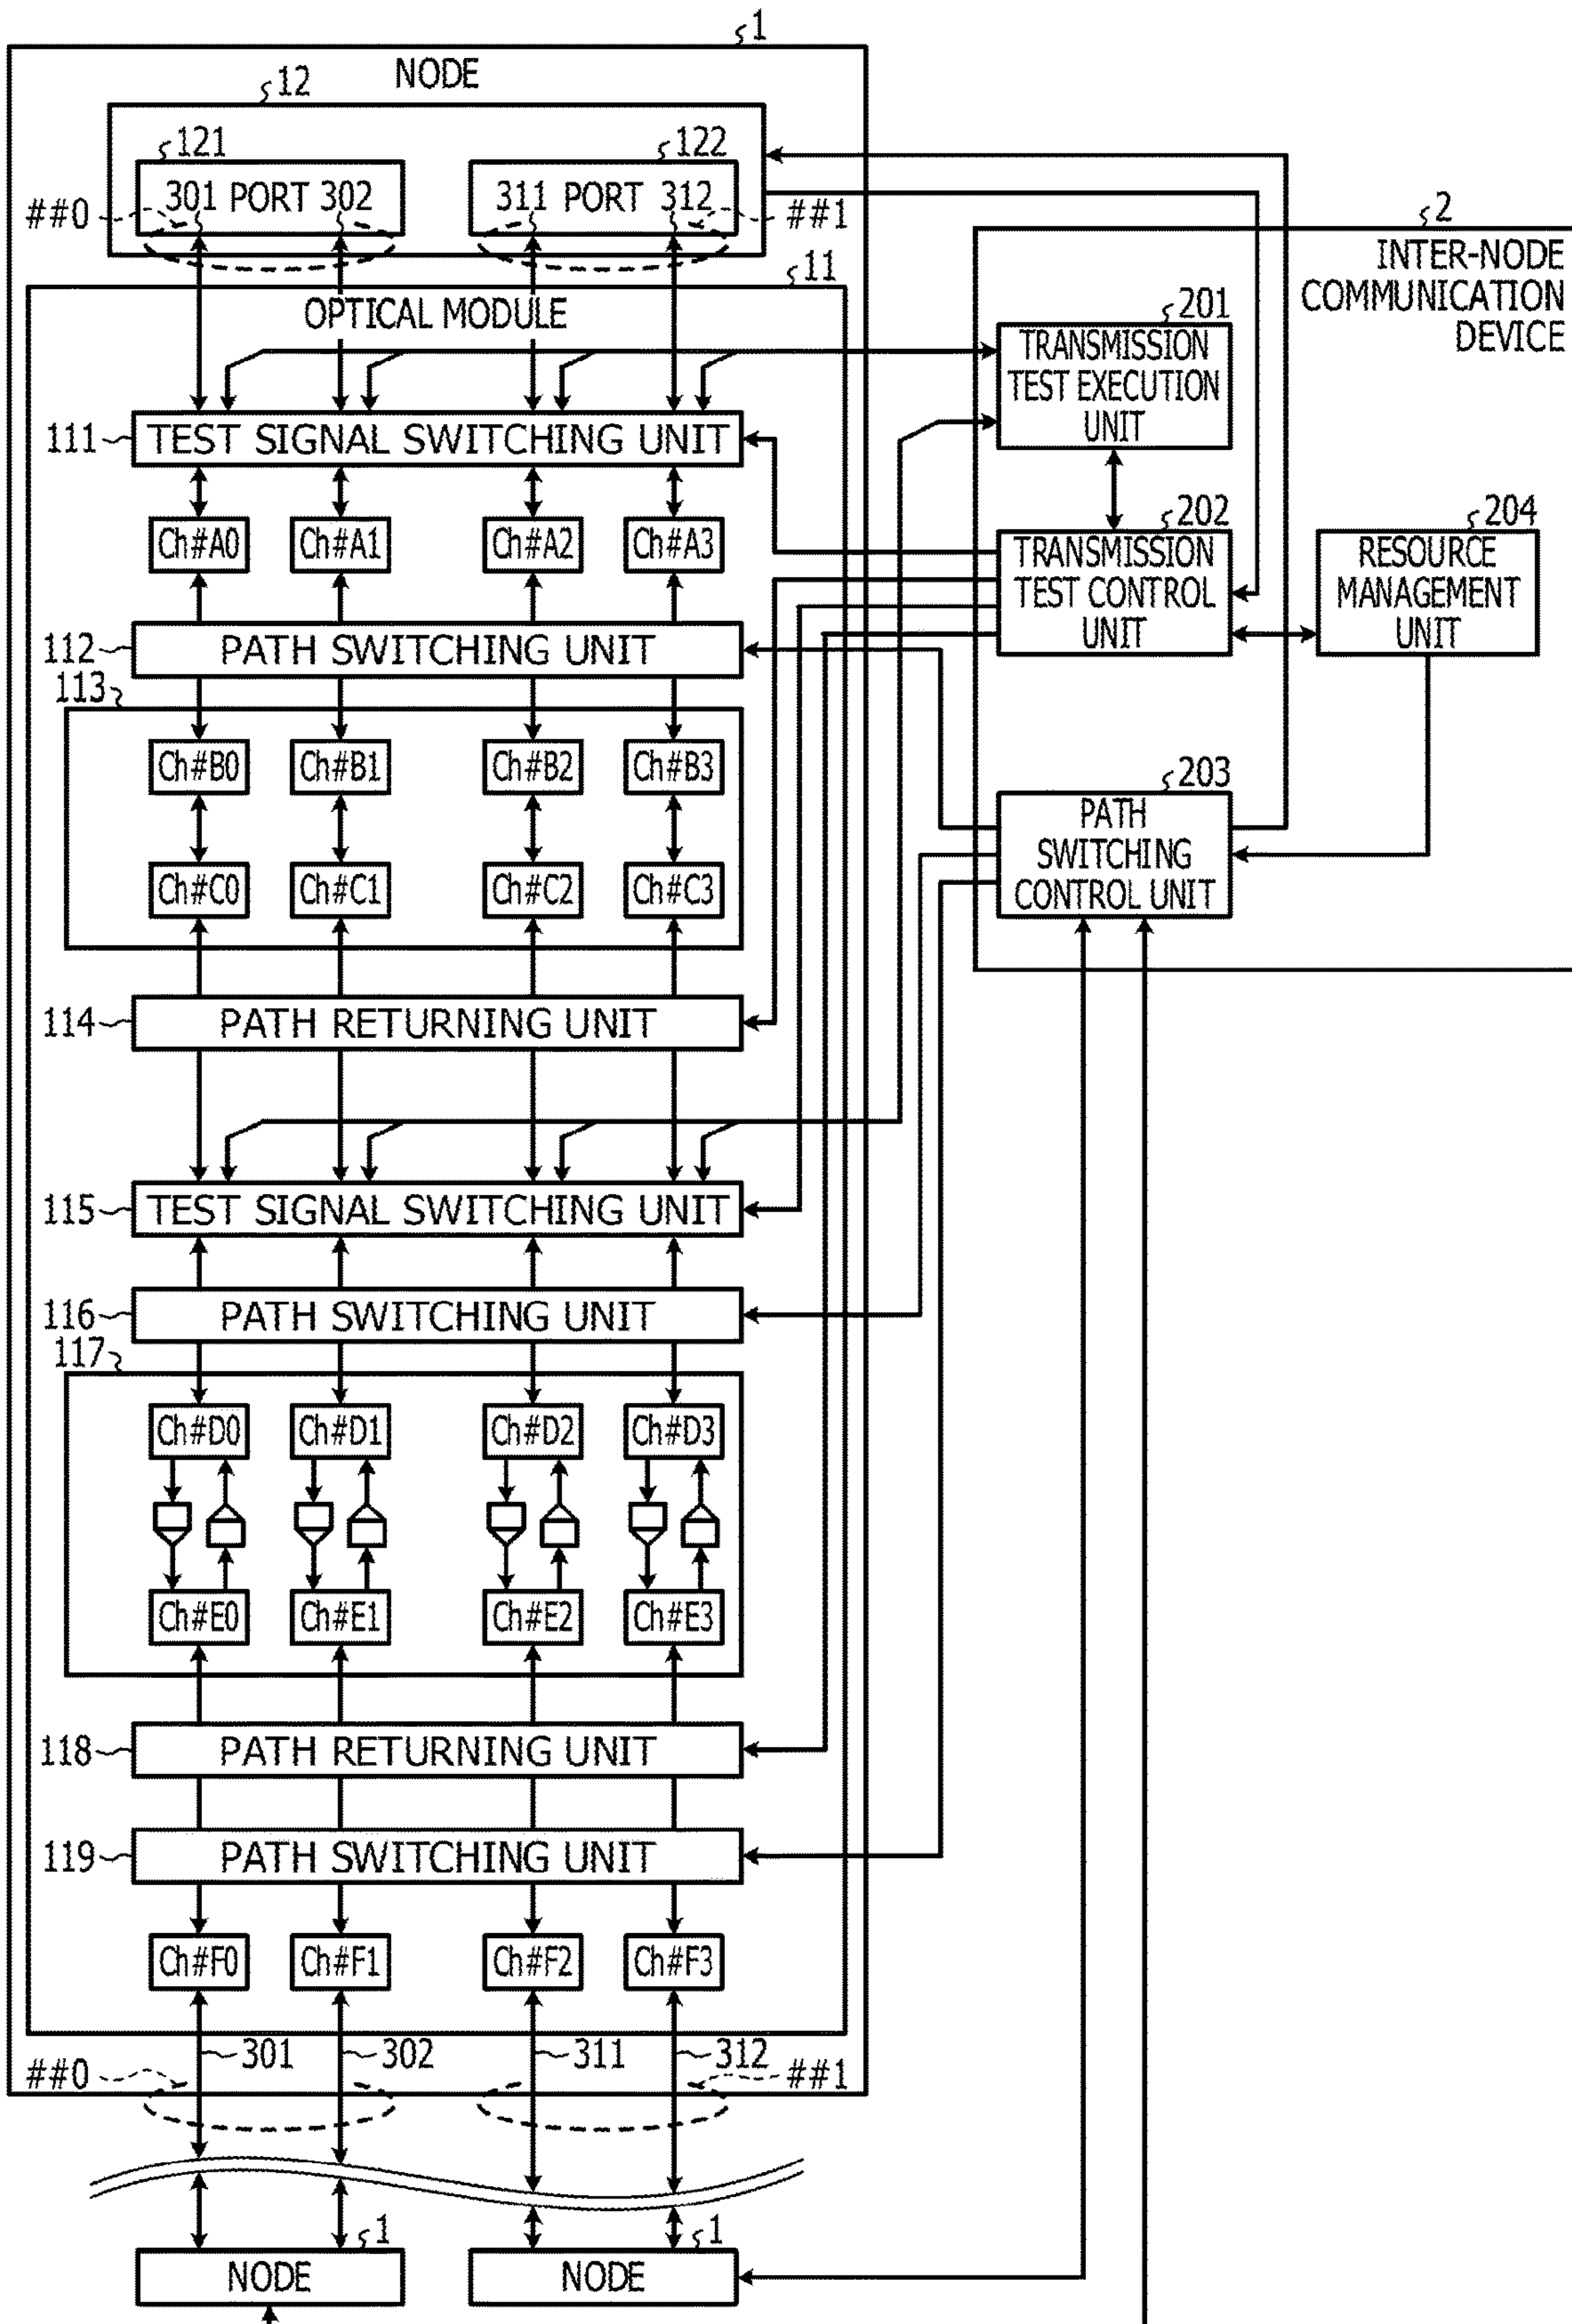 1
NODE
12
121
122
301 PORT 302
311 PORT 312
##0
##1
2
INTER-NODE
COMMUNICATION
DEVICE
11
OPTICAL MODULE
201
TRANSMISSION
TEST EXECUTION
UNIT
111
TEST SIGNAL SWITCHING UNIT
202
TRANSMISSION
TEST CONTROL
UNIT
204
RESOURCE
MANAGEMENT
UNIT
Ch#A0
Ch#A1
Ch#A2
Ch#A3
112
PATH SWITCHING UNIT
113
Ch#B0
Ch#B1
Ch#B2
Ch#B3
203
PATH
SWITCHING
CONTROL UNIT
Ch#C0
Ch#C1
Ch#C2
Ch#C3
114
PATH RETURNING UNIT
115
TEST SIGNAL SWITCHING UNIT
116
PATH SWITCHING UNIT
117
Ch#D0
Ch#D1
Ch#D2
Ch#D3
Ch#E0
Ch#E1
Ch#E2
Ch#E3
118
PATH RETURNING UNIT
119
PATH SWITCHING UNIT
Ch#F0
Ch#F1
Ch#F2
Ch#F3
301
302
311
312
##0
##1
1
NODE
1
NODE